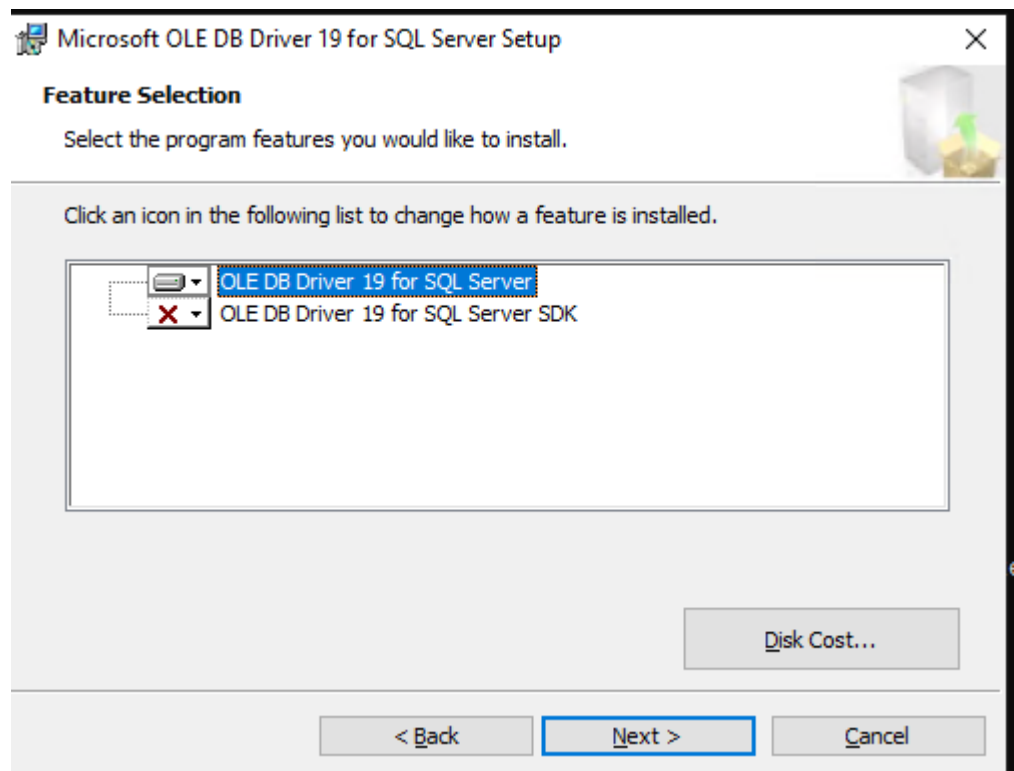 Microsoft OLE DB Driver 19 for SQL Server Setup
Feature Selection
Select the program features you would like to install.
Click an icon in the following list to change how a feature is installed.
OLE DB Driver 19 for SQL Server
OLE DB Driver 19 for SQL Server SDK
Disk Cost...
< Back Next > Cancel